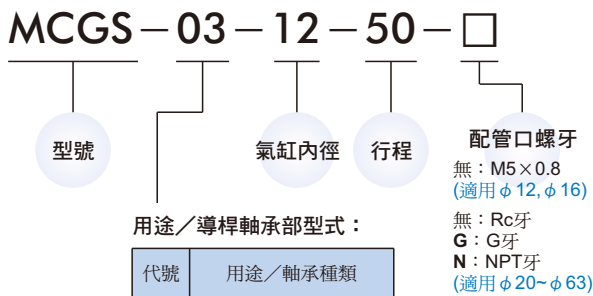 MCGS－03－12－50－□
型號
氣缸內徑
行程
配管口螺牙
無：M5×0.8
(適用φ12,φ16)
無：Rc牙
G：G牙
N：NPT牙
(適用φ20~φ63)
用途／導桿軸承部型式：
代號 用途／軸承種類